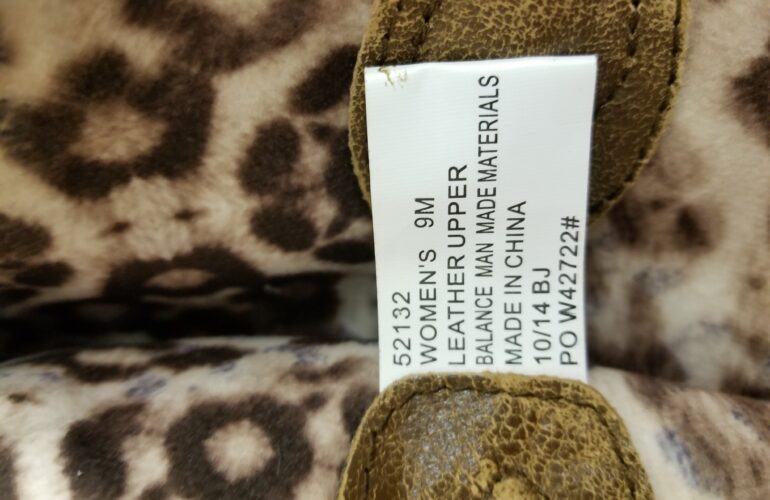 52132
WOMEN'S 9M
LEATHER UPPER
BALANCE MAN MADE MATERIALS
MADE IN CHINA
10/14 BJ
PO W42722#